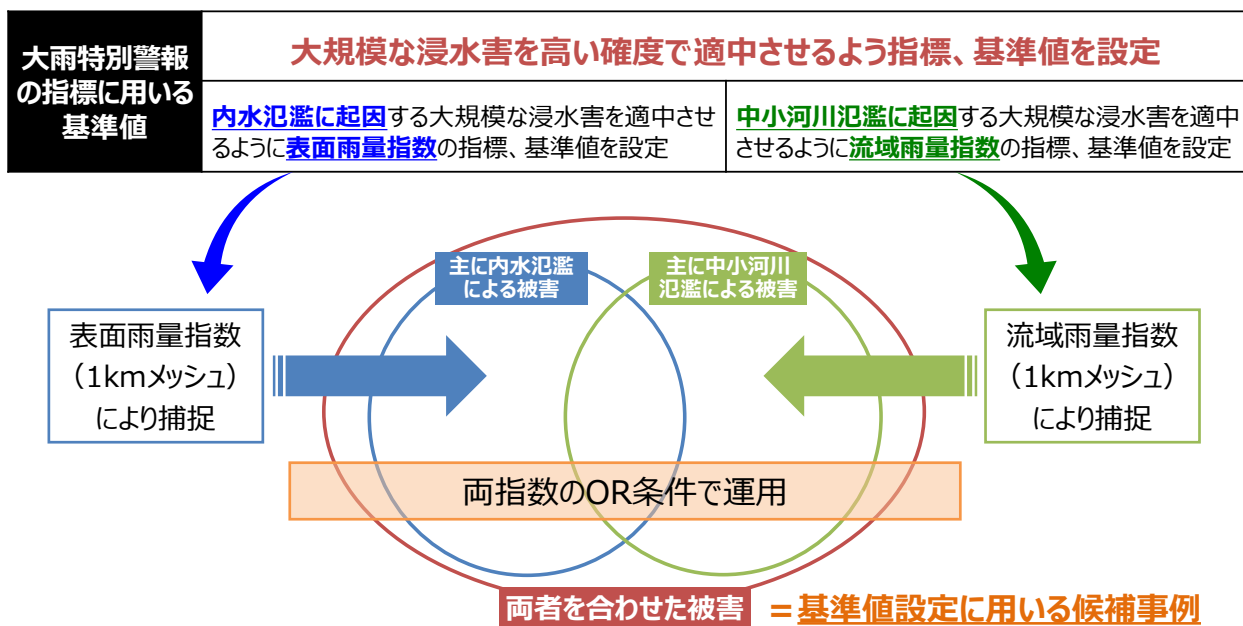 大雨特別警報
の指標に用いる
基準値
大規模な浸水害を高い確度で適中させるよう指標、基準値を設定
内水氾濫に起因する大規模な浸水害を適中させ
るように表面雨量指数の指標、基準値を設定
中小河川氾濫に起因する大規模な浸水害を適中
させるように流域雨量指数の指標、基準値を設定
主に内水氾濫
による被害
主に中小河川
氾濫による被害
表面雨量指数
（1kmメッシュ）
により捕捉
流域雨量指数
（1kmメッシュ）
により捕捉
両指数のOR条件で運用
両者を合わせた被害 ＝基準値設定に用いる候補事例